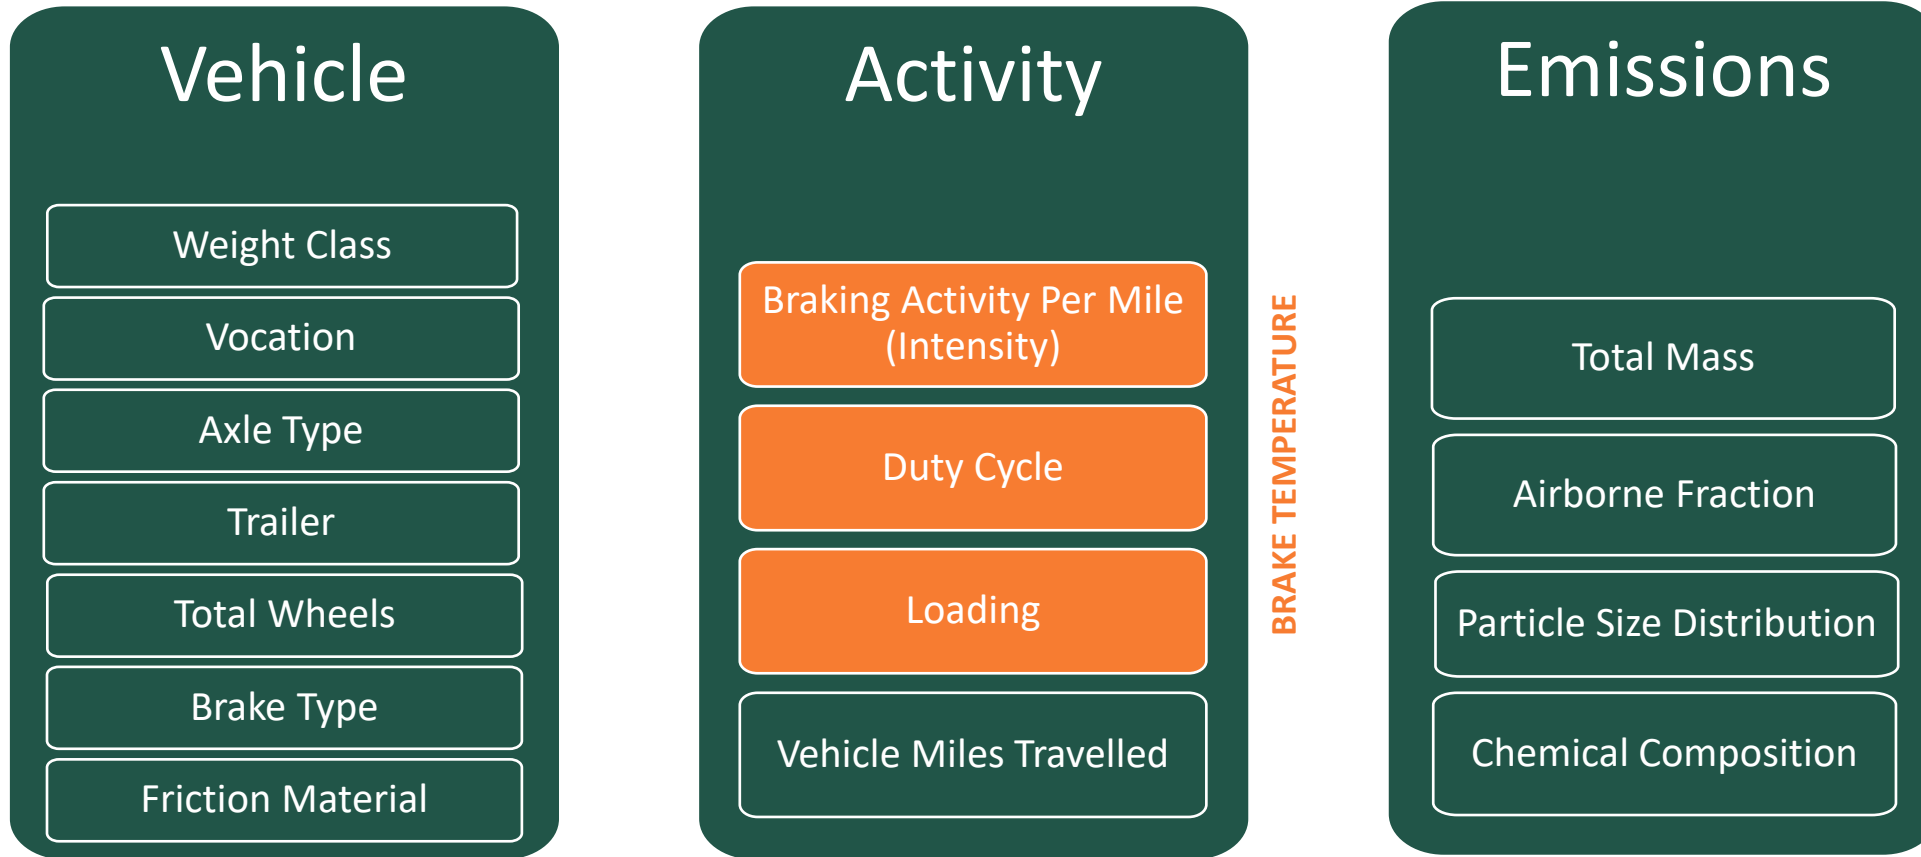 Vehicle
Weight Class
Vocation
Axle Type
Trailer
Total Wheels
Brake Type
Friction Material
Activity
Braking Activity Per Mile
(Intensity)
Duty Cycle
Loading
Vehicle Miles Travelled
BRAKE TEMPERATURE
Emissions
Total Mass
Airborne Fraction
Particle Size Distribution
Chemical Composition